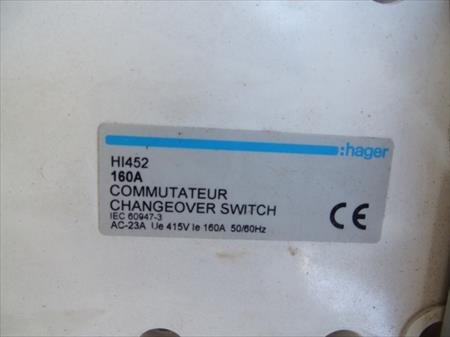 :hager
HI452
160A
COMMUTATEUR
CHANGEOVER SWITCH
IEC 60947-3
AC-23A Ue 415V Ie 160A 50/60Hz
CE